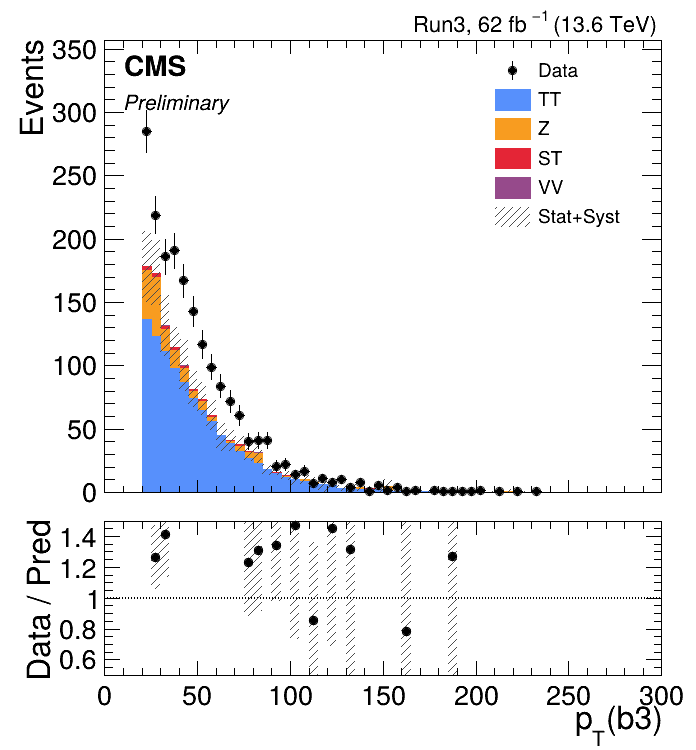 Run3, 62 fb⁻¹ (13.6 TeV)
Events
350
300
250
200
150
100
50
0
CMS
Preliminary
Data
TT
Z
ST
VV
Stat+Syst
Data / Pred
1.4
1.2
1
0.8
0.6
0 50 100 150 200 250 300
p_T(b3)